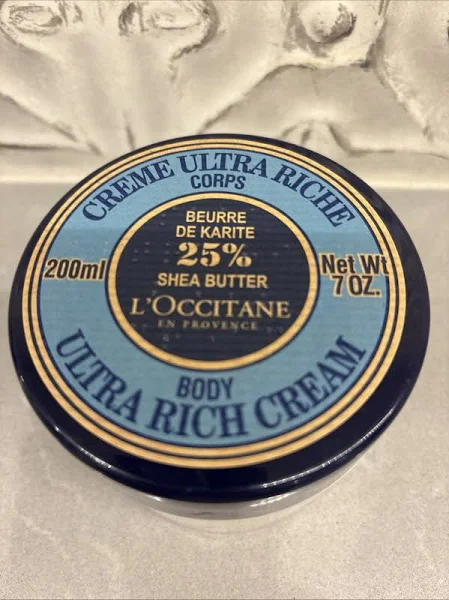 CREME ULTRA RICHE
CORPS
BEURRE
DE KARITE
25%
SHEA BUTTER
L'OCCITANE
EN PROVENCE
200ml
Net Wt
7 OZ.
BODY
ULTRA RICH CREAM